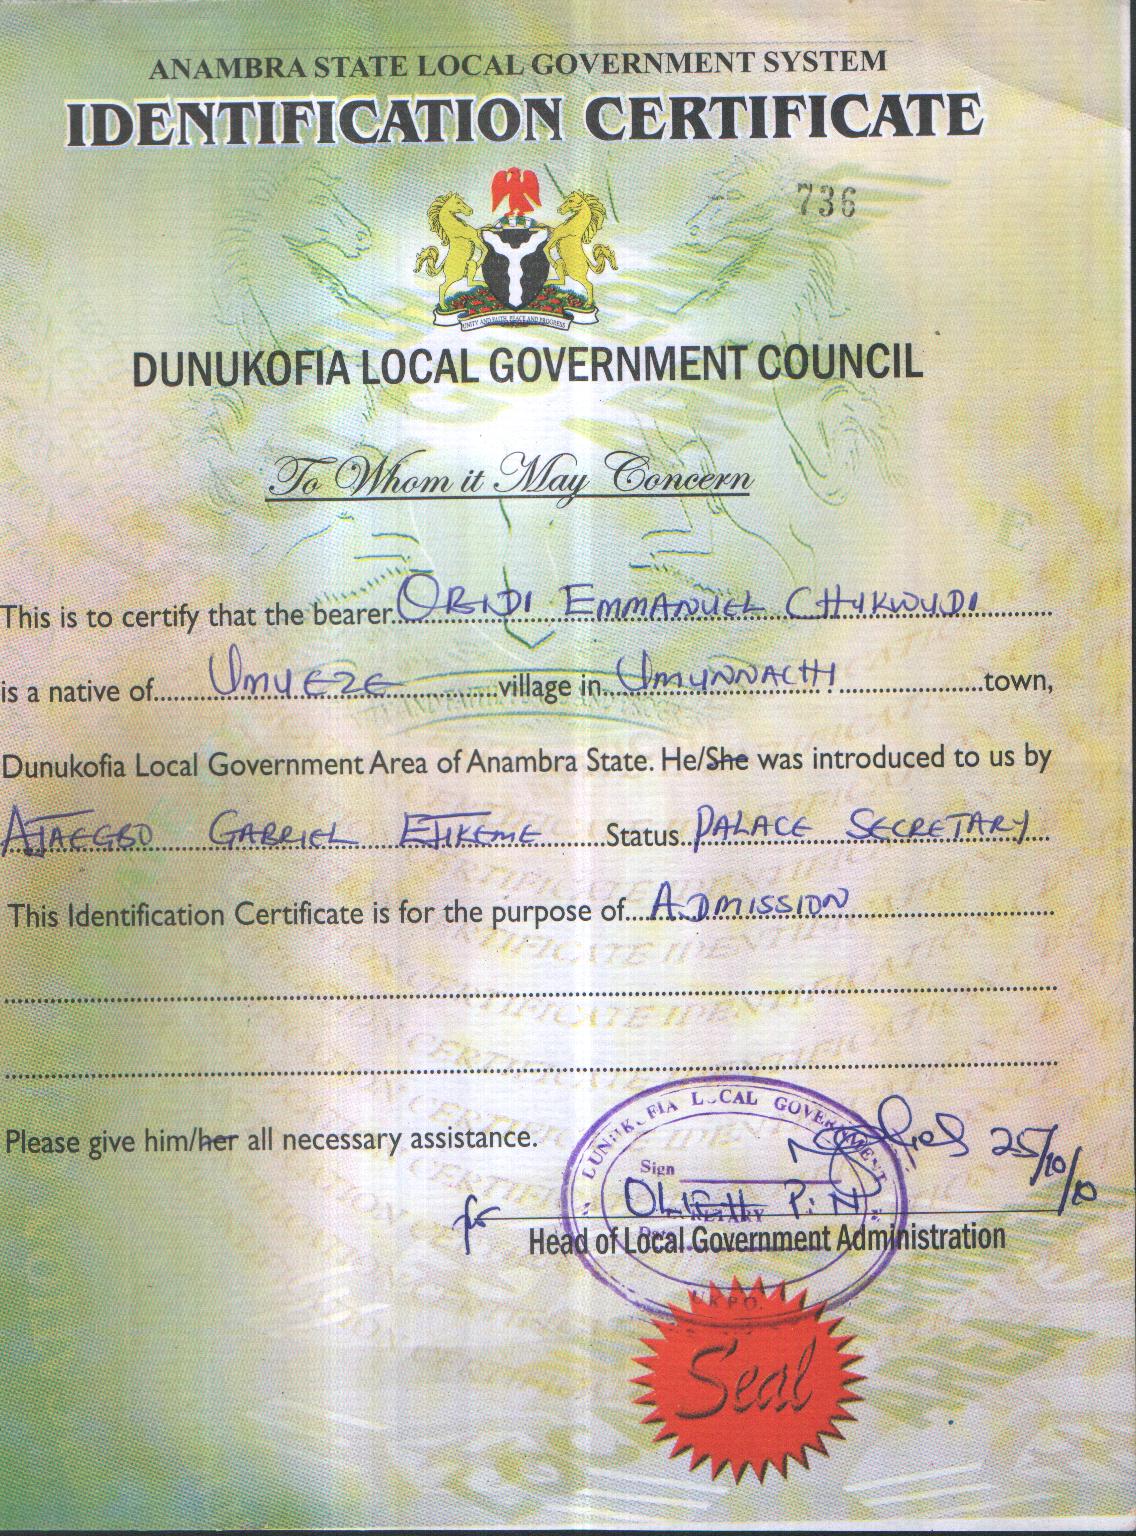 ANAMBRA STATE LOCAL GOVERNMENT SYSTEM
IDENTIFICATION CERTIFICATE
736
UNITY AND FAITH, PEACE AND PROGRESS
DUNUKOFIA LOCAL GOVERNMENT COUNCIL
To Whom it May Concern
This is to certify that the bearer OBIDI EMMANUEL CHUKWUDI
is a native of UMUEZE village in UMUNNACHI town,
Dunukofia Local Government Area of Anambra State. He/She was introduced to us by
AJAEGBO GABRIEL EJIKEME Status PALACE SECRETARY
This Identification Certificate is for the purpose of ADMISSION
Please give him/her all necessary assistance.
DUNUKOFIA LOCAL GOVERNMENT
25/10/10
Sign
OLIGH P. N
for
Head of Local Government Administration
UKPO.
Seal